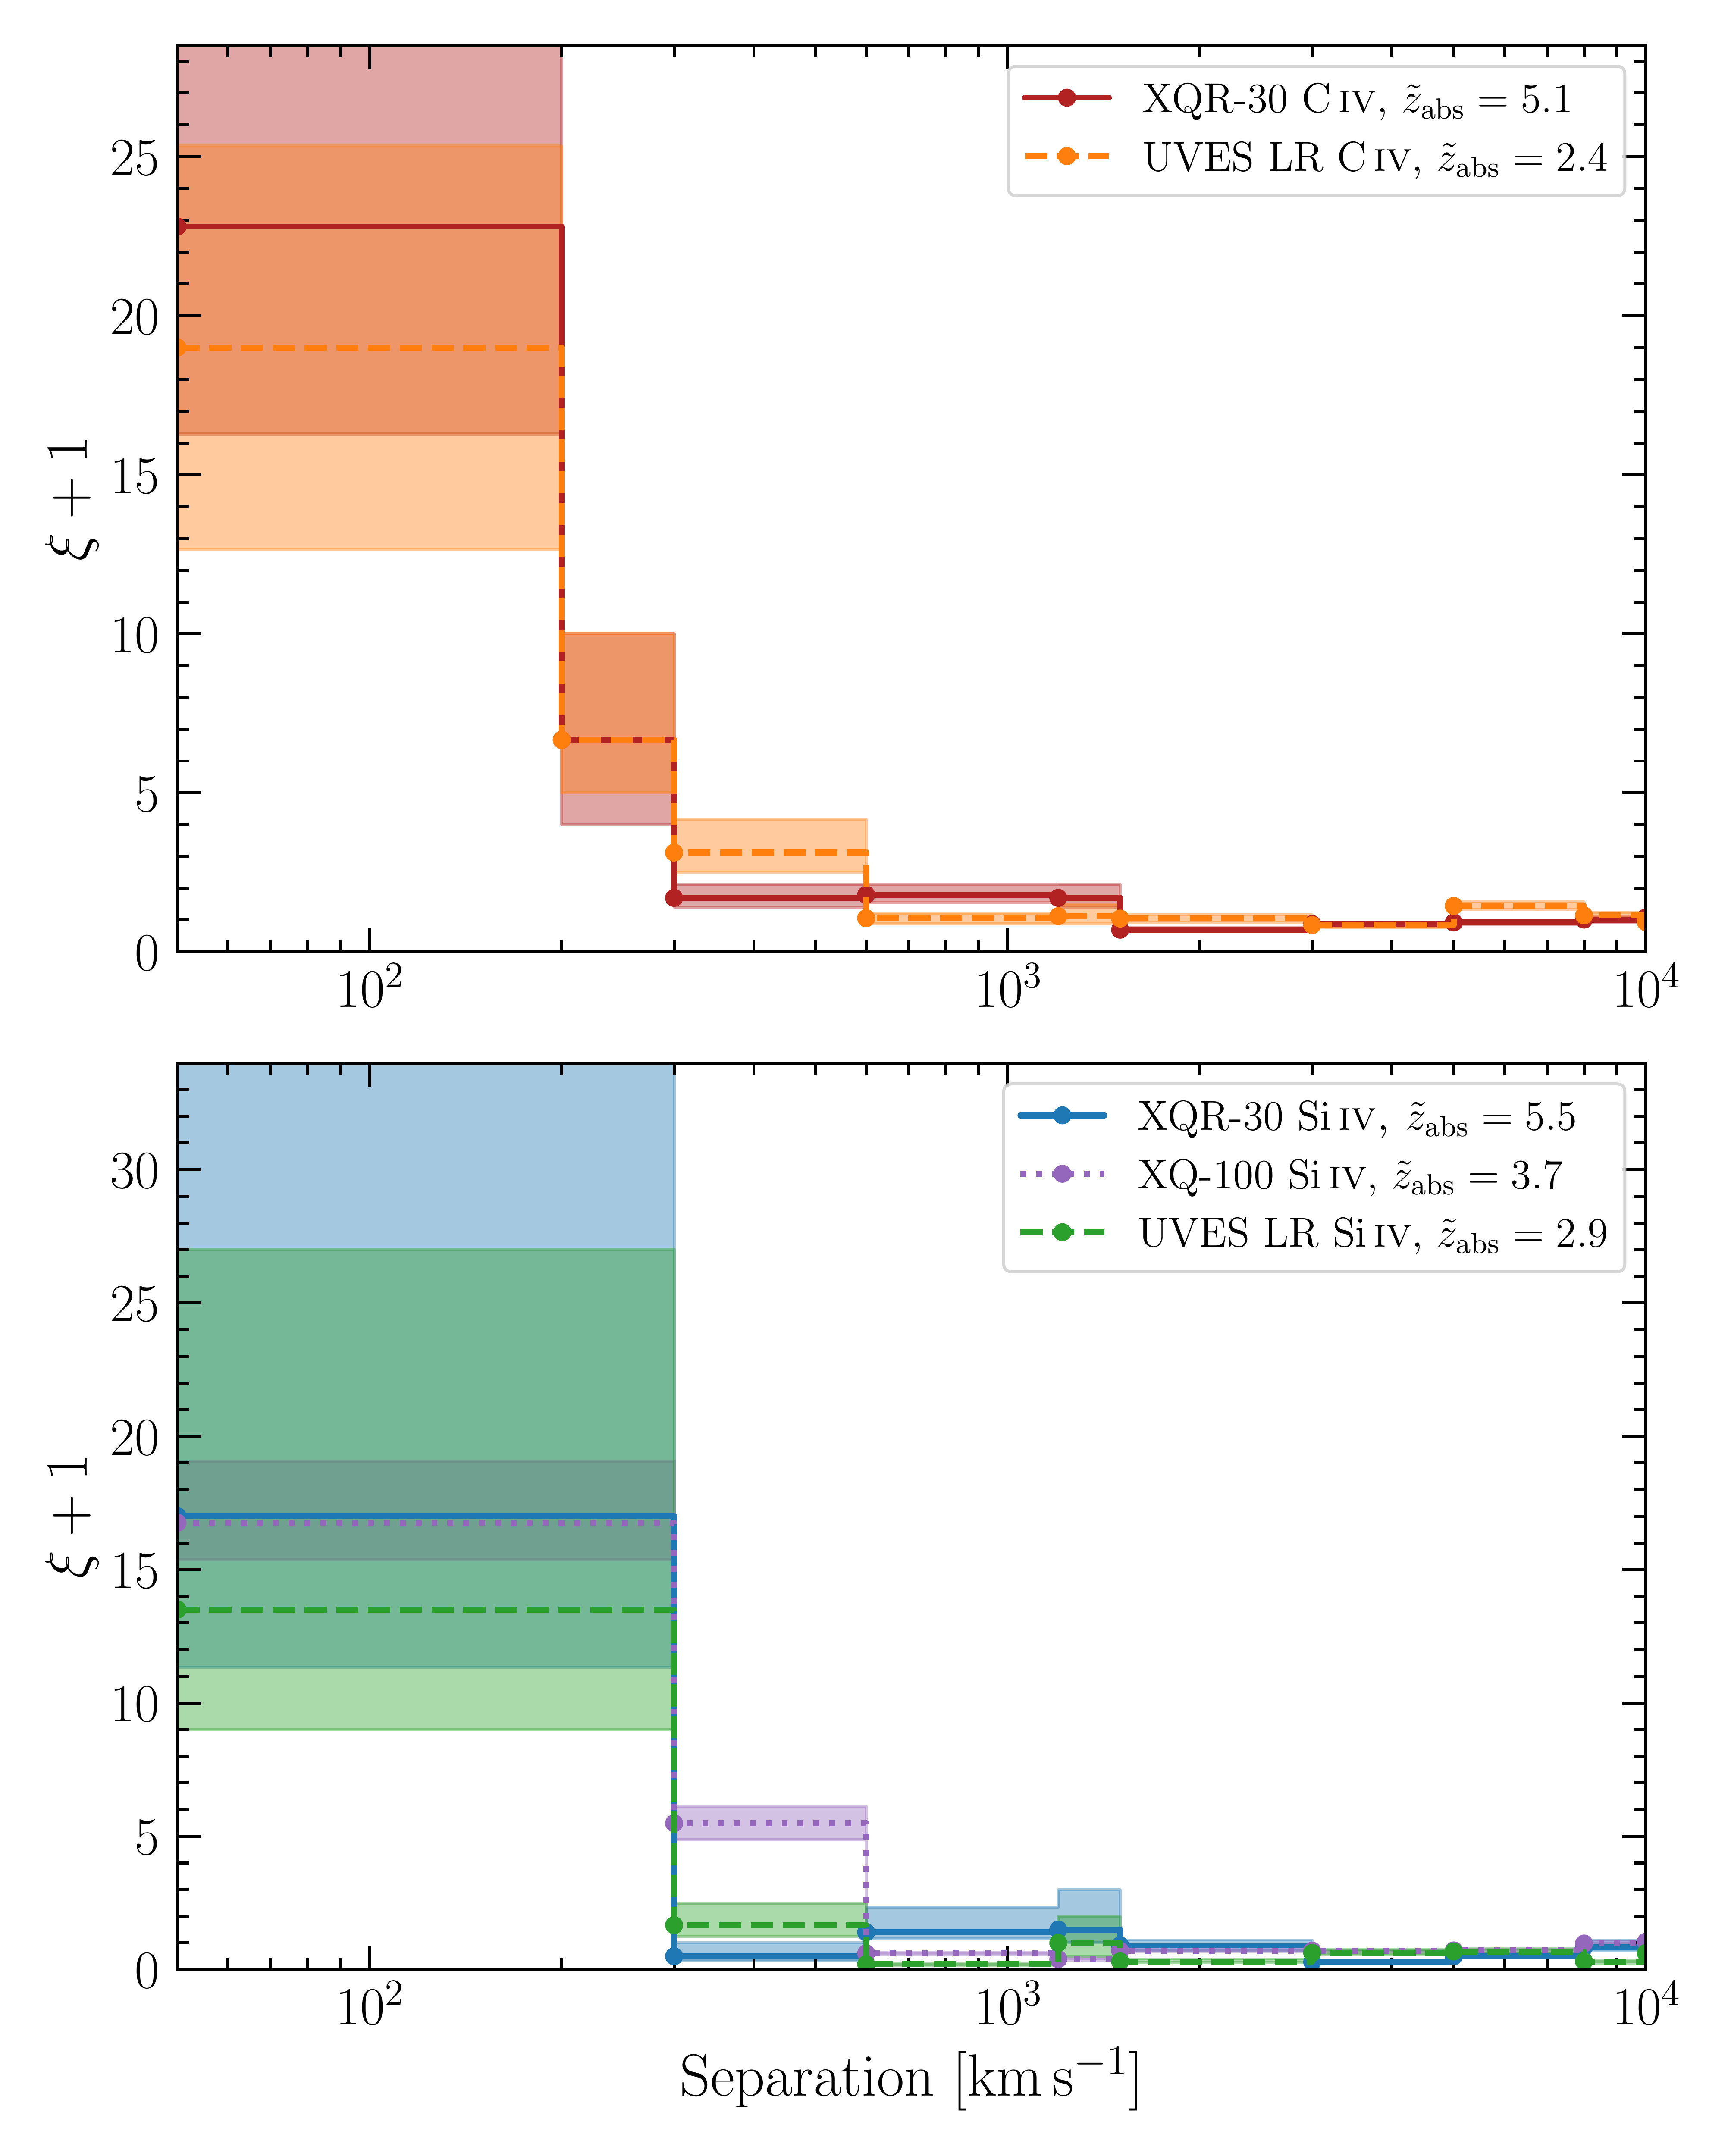 XQR-30 C IV, z̃abs = 5.1
UVES LR C IV, z̃abs = 2.4
25
20
15
10
5
0
ξ + 1
10²
10³
10⁴
XQR-30 Si IV, z̃abs = 5.5
XQ-100 Si IV, z̃abs = 3.7
UVES LR Si IV, z̃abs = 2.9
30
25
20
15
10
5
0
ξ + 1
10²
10³
10⁴
Separation [km s⁻¹]